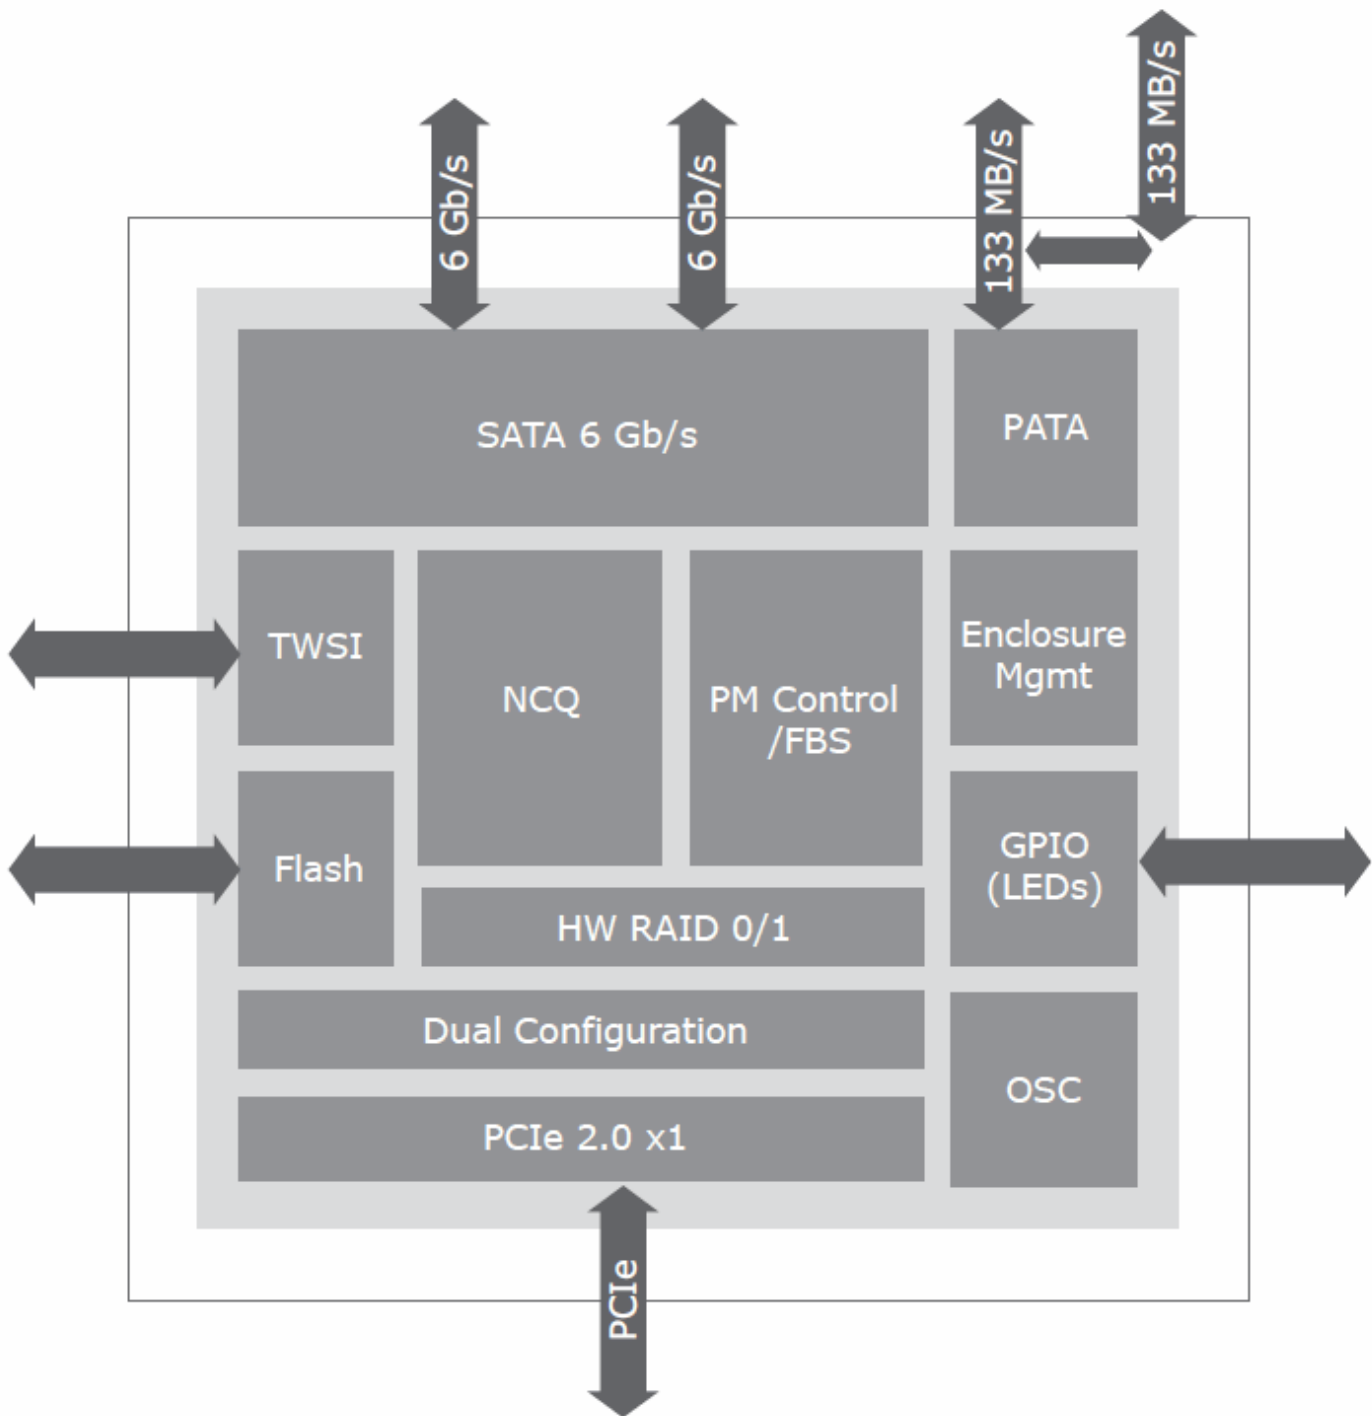 133 MB/s
6 Gb/s
6 Gb/s
133 MB/s
SATA 6 Gb/s
PATA
TWSI
NCQ
PM Control
/FBS
Enclosure
Mgmt
Flash
GPIO
(LEDs)
HW RAID 0/1
Dual Configuration
OSC
PCIe 2.0 x1
PCIe